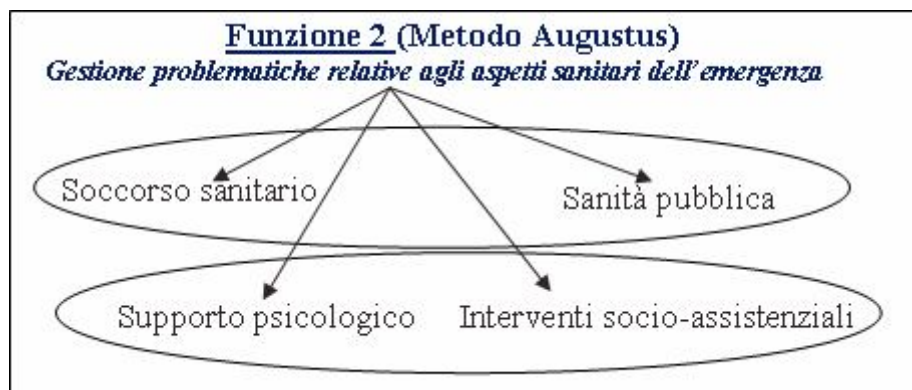 Funzione 2 (Metodo Augustus)
Gestione problematiche relative agli aspetti sanitari dell'emergenza
Soccorso sanitario
Sanità pubblica
Supporto psicologico
Interventi socio-assistenziali